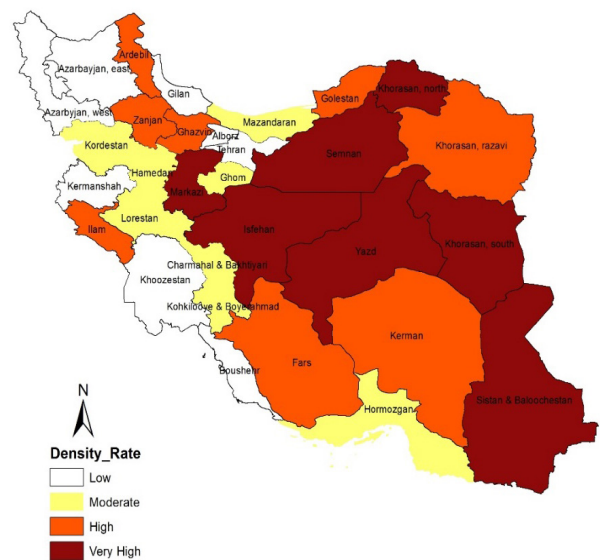 Ardebil
Azarbayjan, east
Gilan
Azarbyjan, west
Zanjan
Ghazvin
Alborz
Tehran
Mazandaran
Golestan
Khorasan, north
Khorasan, razavi
Semnan
Kordestan
Hamedan
Ghom
Markazi
Kermanshah
Lorestan
Ilam
Isfehan
Yazd
Khorasan, south
Khoozestan
Charmahal & Bakhtiyari
Kohkilooye & Boyerahmad
Boushehr
Fars
Kerman
Hormozgan
Sistan & Baloochestan
N
Density_Rate
Low
Moderate
High
Very High